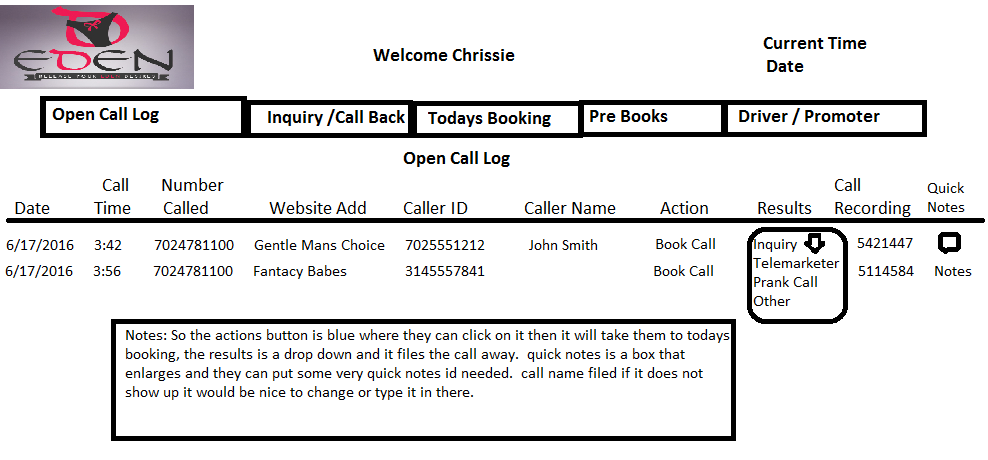 EDEN
RELEASE YOUR EDEN DESIRES
Welcome Chrissie
Current Time
Date
Open Call Log
Inquiry /Call Back
Todays Booking
Pre Books
Driver / Promoter
Open Call Log
Date Call Time Number Called Website Add Caller ID Caller Name Action Results Call Recording Quick Notes
6/17/2016 3:42 7024781100 Gentle Mans Choice 7025551212 John Smith Book Call Inquiry 5421447
6/17/2016 3:56 7024781100 Fantacy Babes 3145557841 Book Call Telemarketer 5114584 Notes
Prank Call
Other
Notes: So the actions button is blue where they can click on it then it will take them to todays
booking, the results is a drop down and it files the call away. quick notes is a box that
enlarges and they can put some very quick notes id needed. call name filed if it does not
show up it would be nice to change or type it in there.